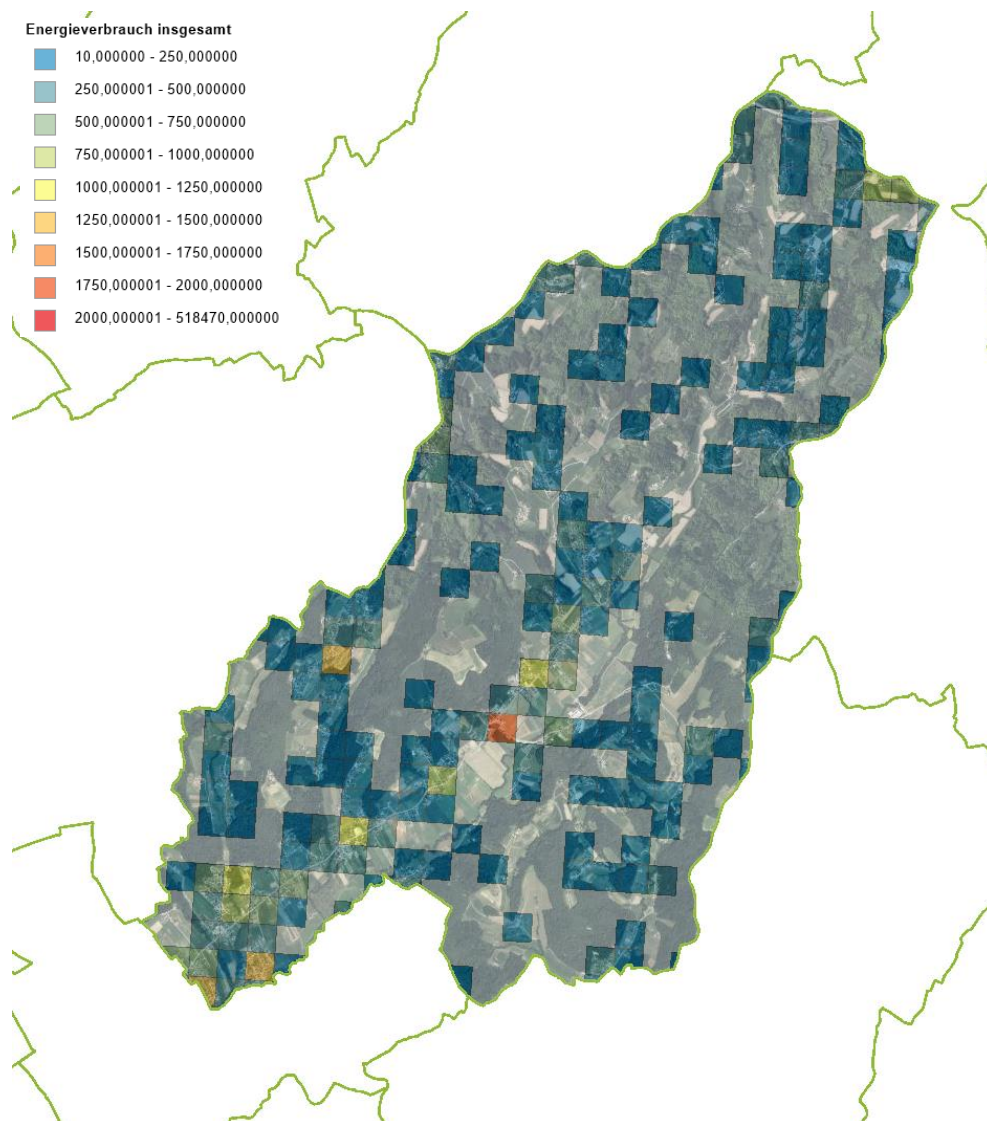 Energieverbrauch insgesamt
10,000000 - 250,000000
250,000001 - 500,000000
500,000001 - 750,000000
750,000001 - 1000,000000
1000,000001 - 1250,000000
1250,000001 - 1500,000000
1500,000001 - 1750,000000
1750,000001 - 2000,000000
2000,000001 - 518470,000000